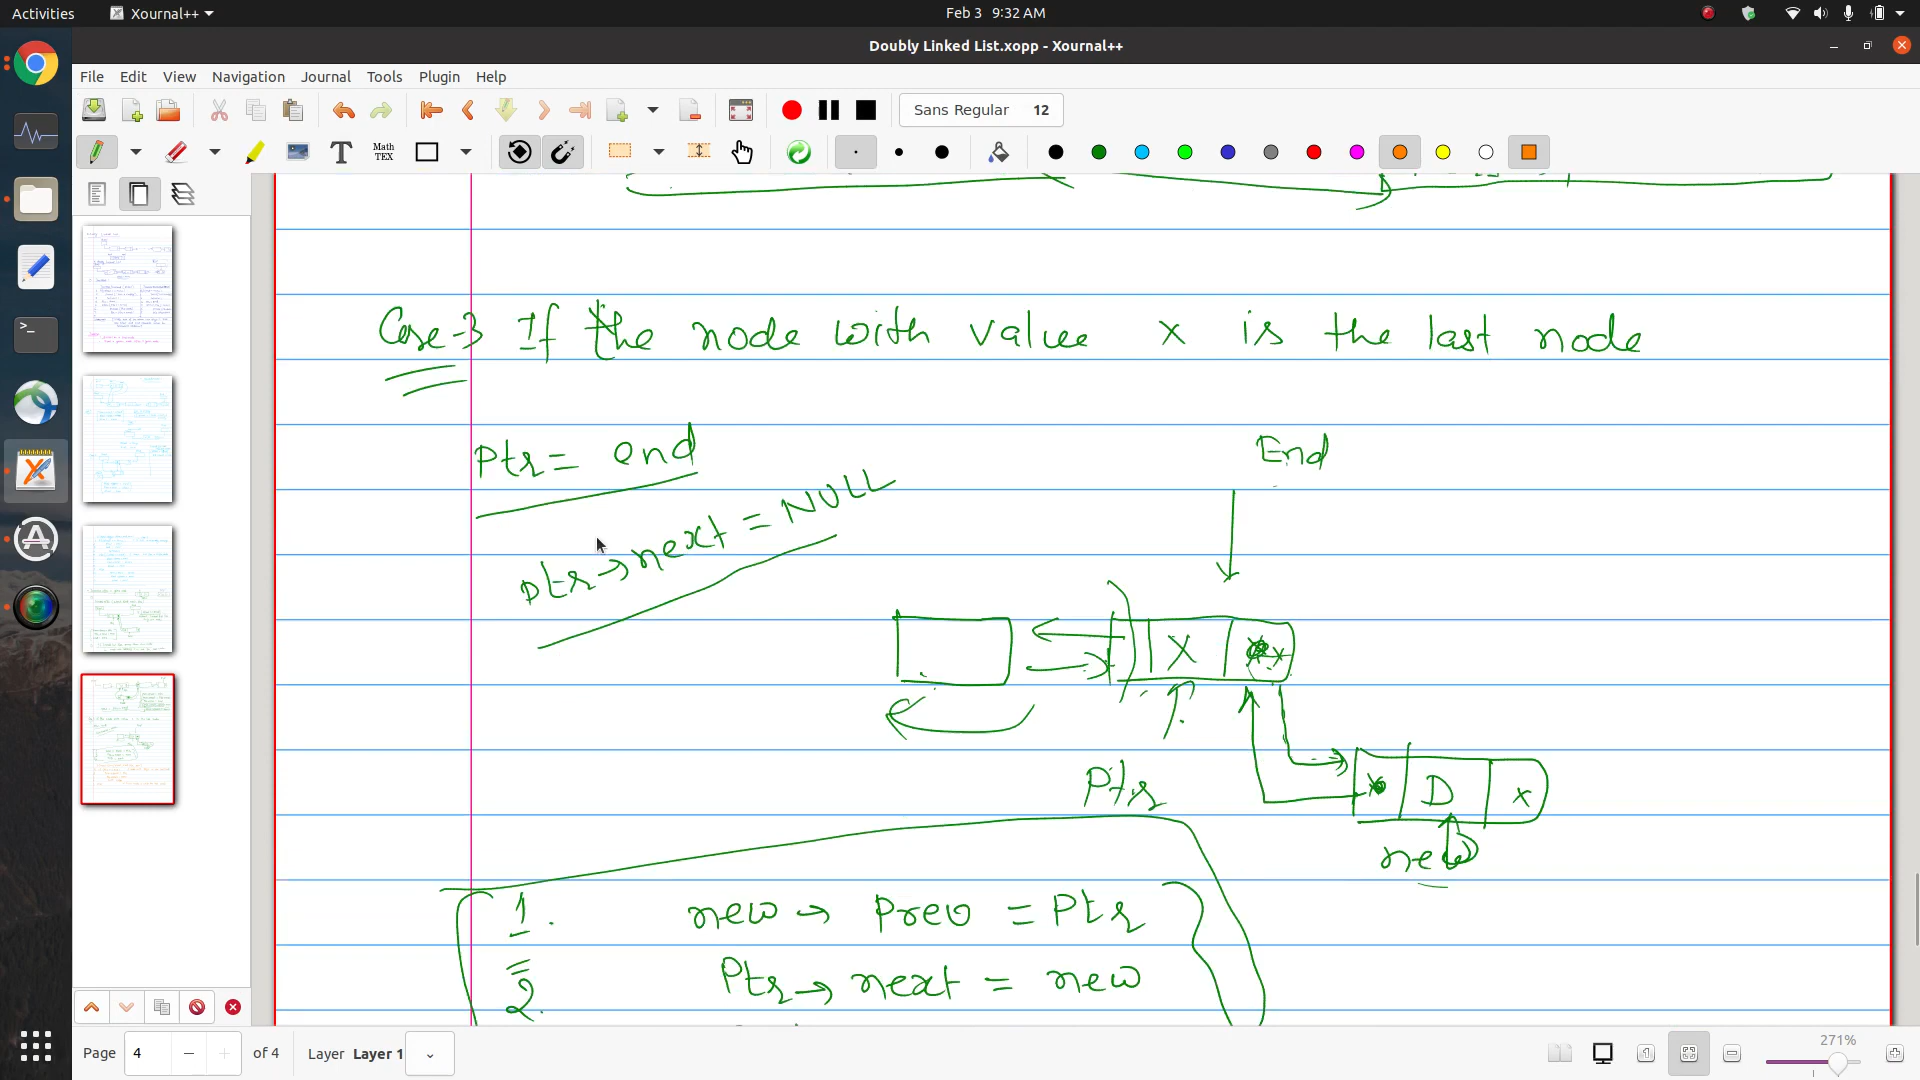 Activities Xournal++ Feb 3 9:32 AM
Doubly Linked List.xopp - Xournal++
File Edit View Navigation Journal Tools Plugin Help
Sans Regular 12
T Math TEX
Case-3 If the node with value x is the last node
Ptr = end End
ptr→next = NULL
X
Ptr
D x
new
1. new → Prev = Ptr
2. Ptr → next = new
Page 4 of 4 Layer Layer 1 271%